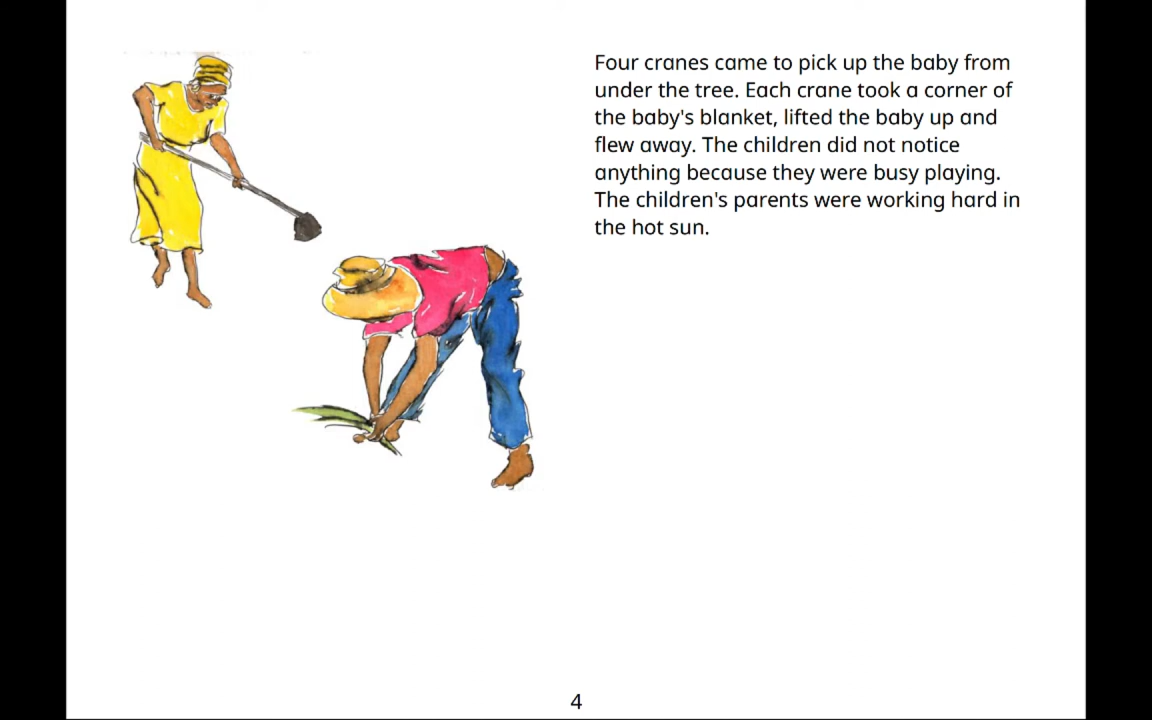 Four cranes came to pick up the baby from
under the tree. Each crane took a corner of
the baby's blanket, lifted the baby up and
flew away. The children did not notice
anything because they were busy playing.
The children's parents were working hard in
the hot sun.
4